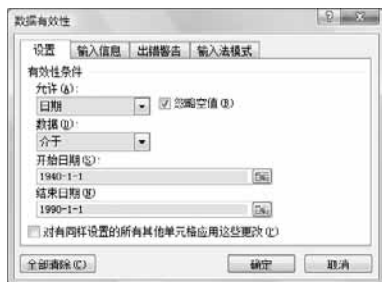 数据有效性
设置 输入信息 出错警告 输入法模式
有效性条件
允许(A):
日期 忽略空值(B)
数据(D):
介于
开始日期(S):
1940-1-1
结束日期(N)
1990-1-1
对有同样设置的所有其他单元格应用这些更改(P)
全部清除(C) 确定 取消